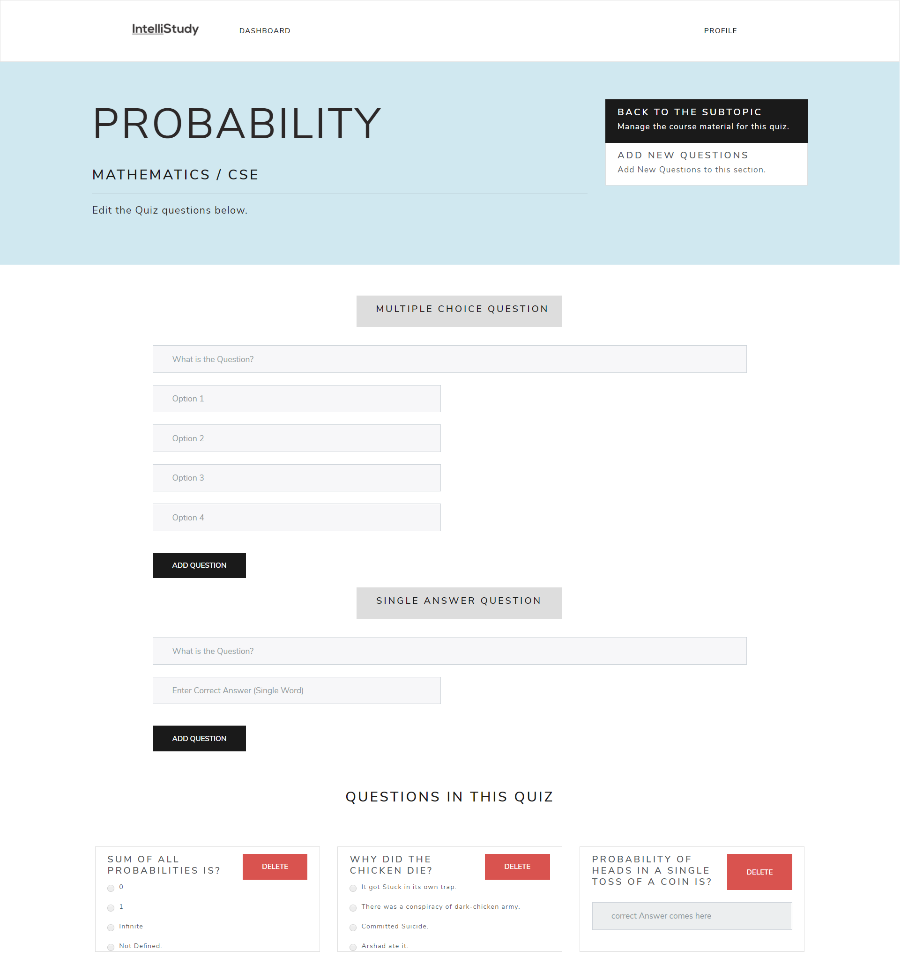 IntelliStudy
DASHBOARD
PROFILE
PROBABILITY
MATHEMATICS / CSE
Edit the Quiz questions below.
BACK TO THE SUBTOPIC
Manage the course material for this quiz.
ADD NEW QUESTIONS
Add New Questions to this section.
MULTIPLE CHOICE QUESTION
What is the Question?
Option 1
Option 2
Option 3
Option 4
ADD QUESTION
SINGLE ANSWER QUESTION
What is the Question?
Enter Correct Answer (Single Word)
ADD QUESTION
QUESTIONS IN THIS QUIZ
SUM OF ALL
PROBABILITIES IS?
DELETE
0
1
Infinite
Not Defined.
WHY DID THE
CHICKEN DIE?
DELETE
It got Stuck in its own trap.
There was a conspiracy of dark-chicken army.
Committed Suicide.
Arshad ate it.
PROBABILITY OF
HEADS IN A SINGLE
TOSS OF A COIN IS?
DELETE
correct Answer comes here